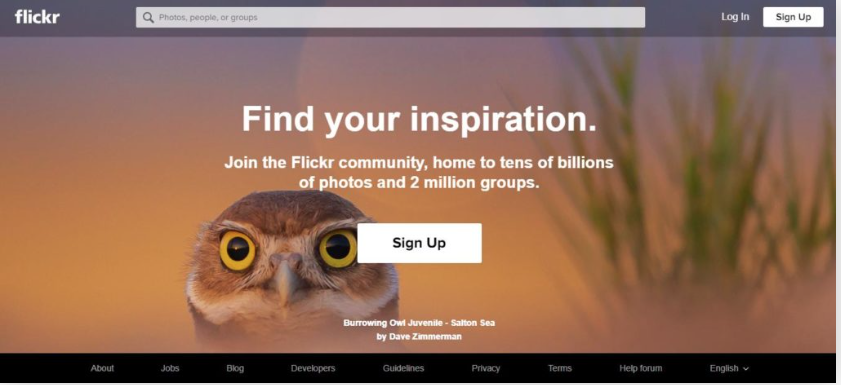 flickr
Photos, people, or groups
Log In
Sign Up
Find your inspiration.
Join the Flickr community, home to tens of billions
of photos and 2 million groups.
Sign Up
Burrowing Owl Juvenile - Salton Sea
by Dave Zimmerman
About Jobs Blog Developers Guidelines Privacy Terms Help forum English